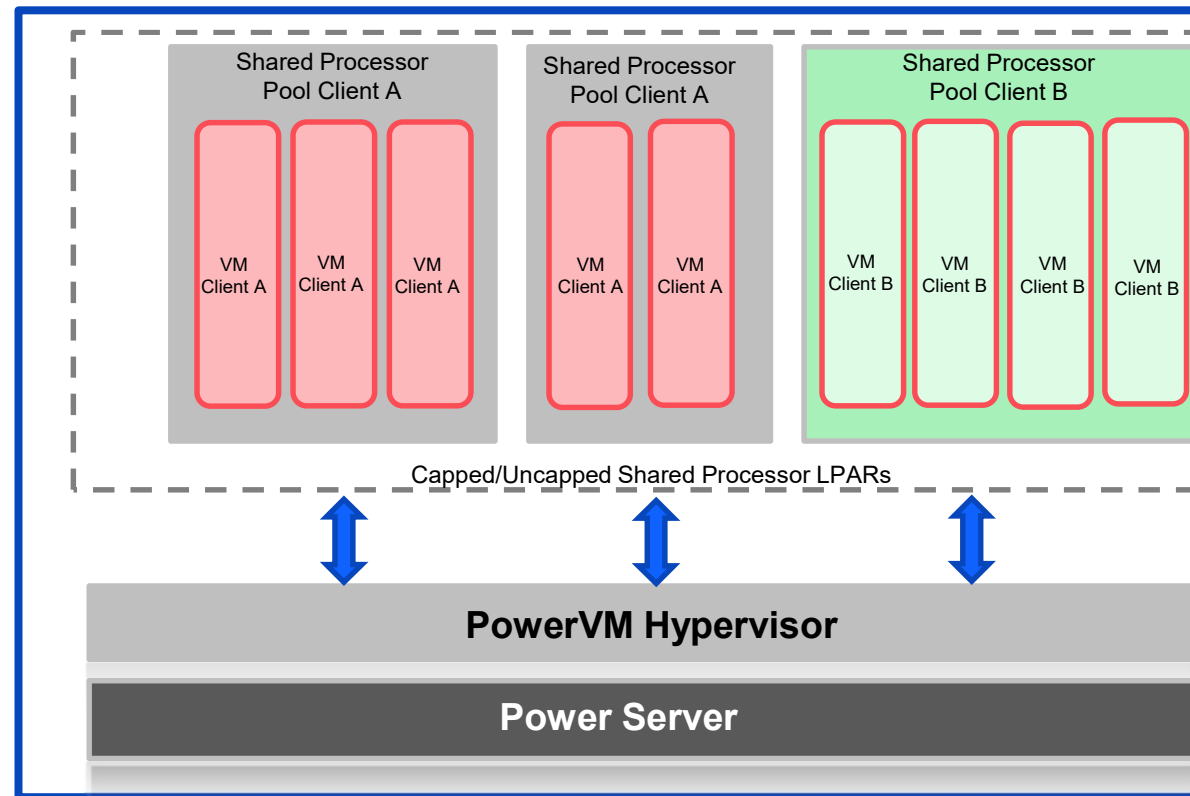 Shared Processor
Pool Client A
Shared Processor
Pool Client A
Shared Processor
Pool Client B
VM
Client A
VM
Client A
VM
Client A
VM
Client A
VM
Client A
VM
Client B
VM
Client B
VM
Client B
VM
Client B
Capped/Uncapped Shared Processor LPARs
PowerVM Hypervisor
Power Server